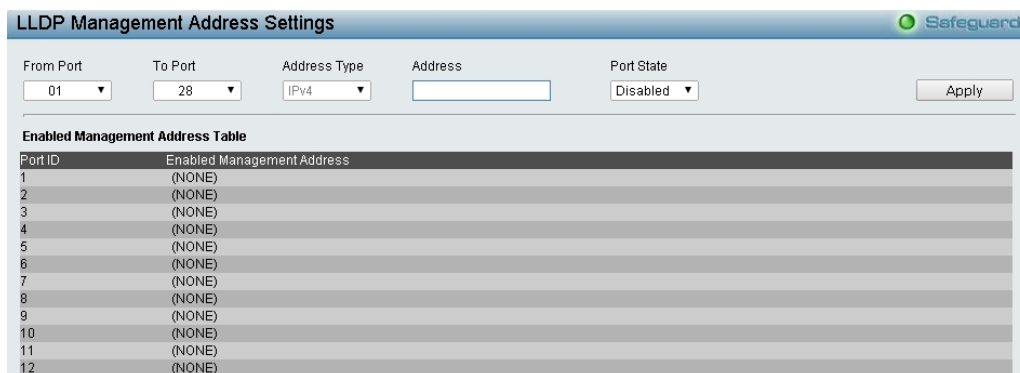 LLDP Management Address Settings
Safeguard
From Port To Port Address Type Address Port State
01 28 IPv4 Disabled Apply
Enabled Management Address Table
Port ID Enabled Management Address
1 (NONE)
2 (NONE)
3 (NONE)
4 (NONE)
5 (NONE)
6 (NONE)
7 (NONE)
8 (NONE)
9 (NONE)
10 (NONE)
11 (NONE)
12 (NONE)